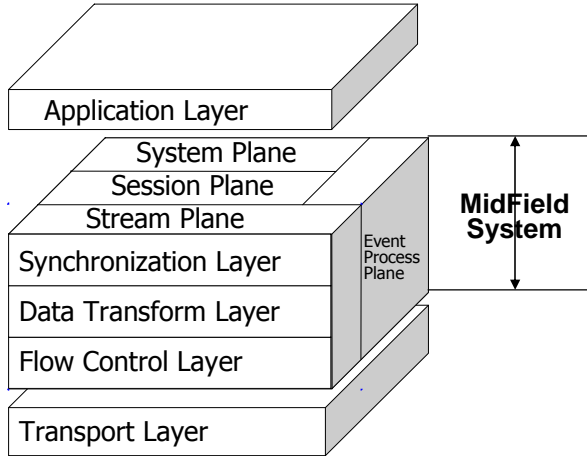 Application Layer
System Plane
Session Plane
Stream Plane
MidField
System
Event
Process
Plane
Synchronization Layer
Data Transform Layer
Flow Control Layer
Transport Layer